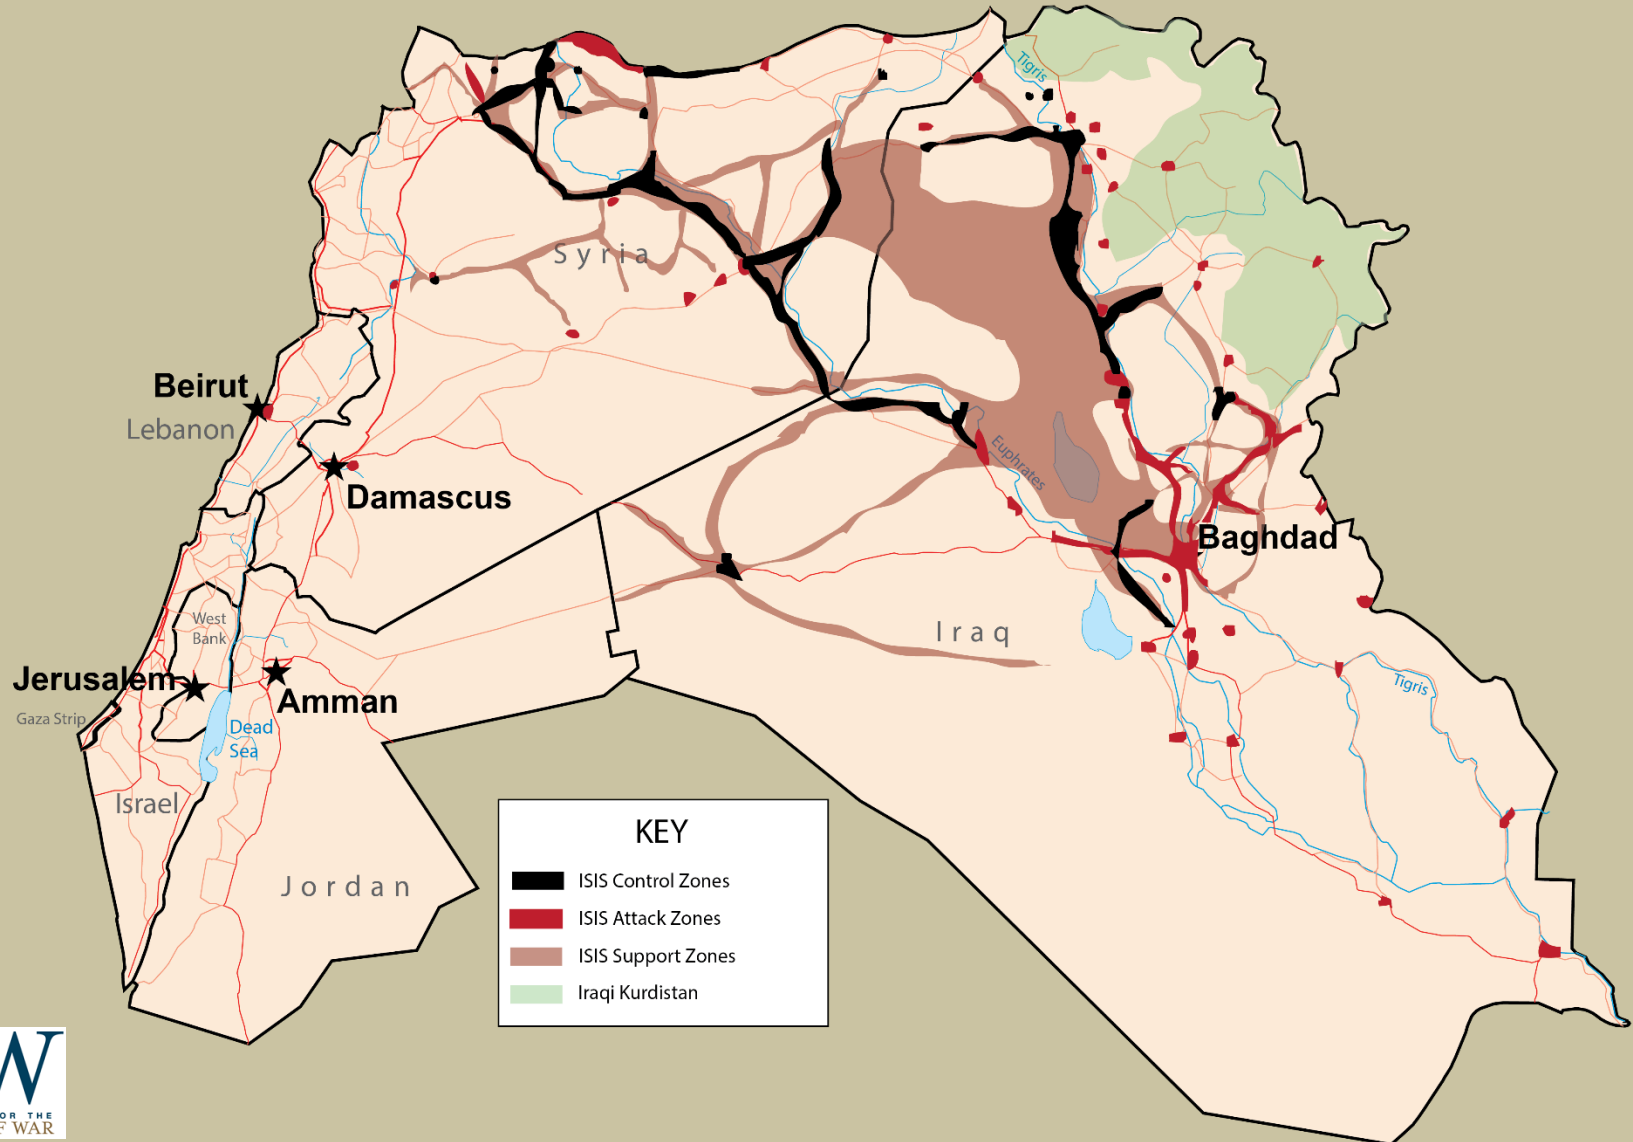 Tigris
Syria
Beirut
Lebanon
Damascus
Euphrates
Baghdad
West
Bank
Iraq
Jerusalem
Gaza Strip
Amman
Dead
Sea
Tigris
Israel
Jordan
KEY
ISIS Control Zones
ISIS Attack Zones
ISIS Support Zones
Iraqi Kurdistan
W
OR THE
F WAR